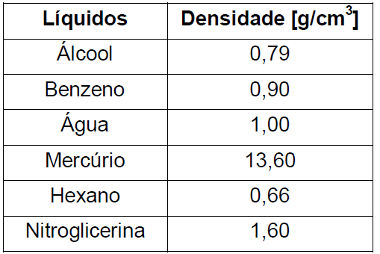 Líquidos Densidade [g/cm³]
Álcool 0,79
Benzeno 0,90
Água 1,00
Mercúrio 13,60
Hexano 0,66
Nitroglicerina 1,60